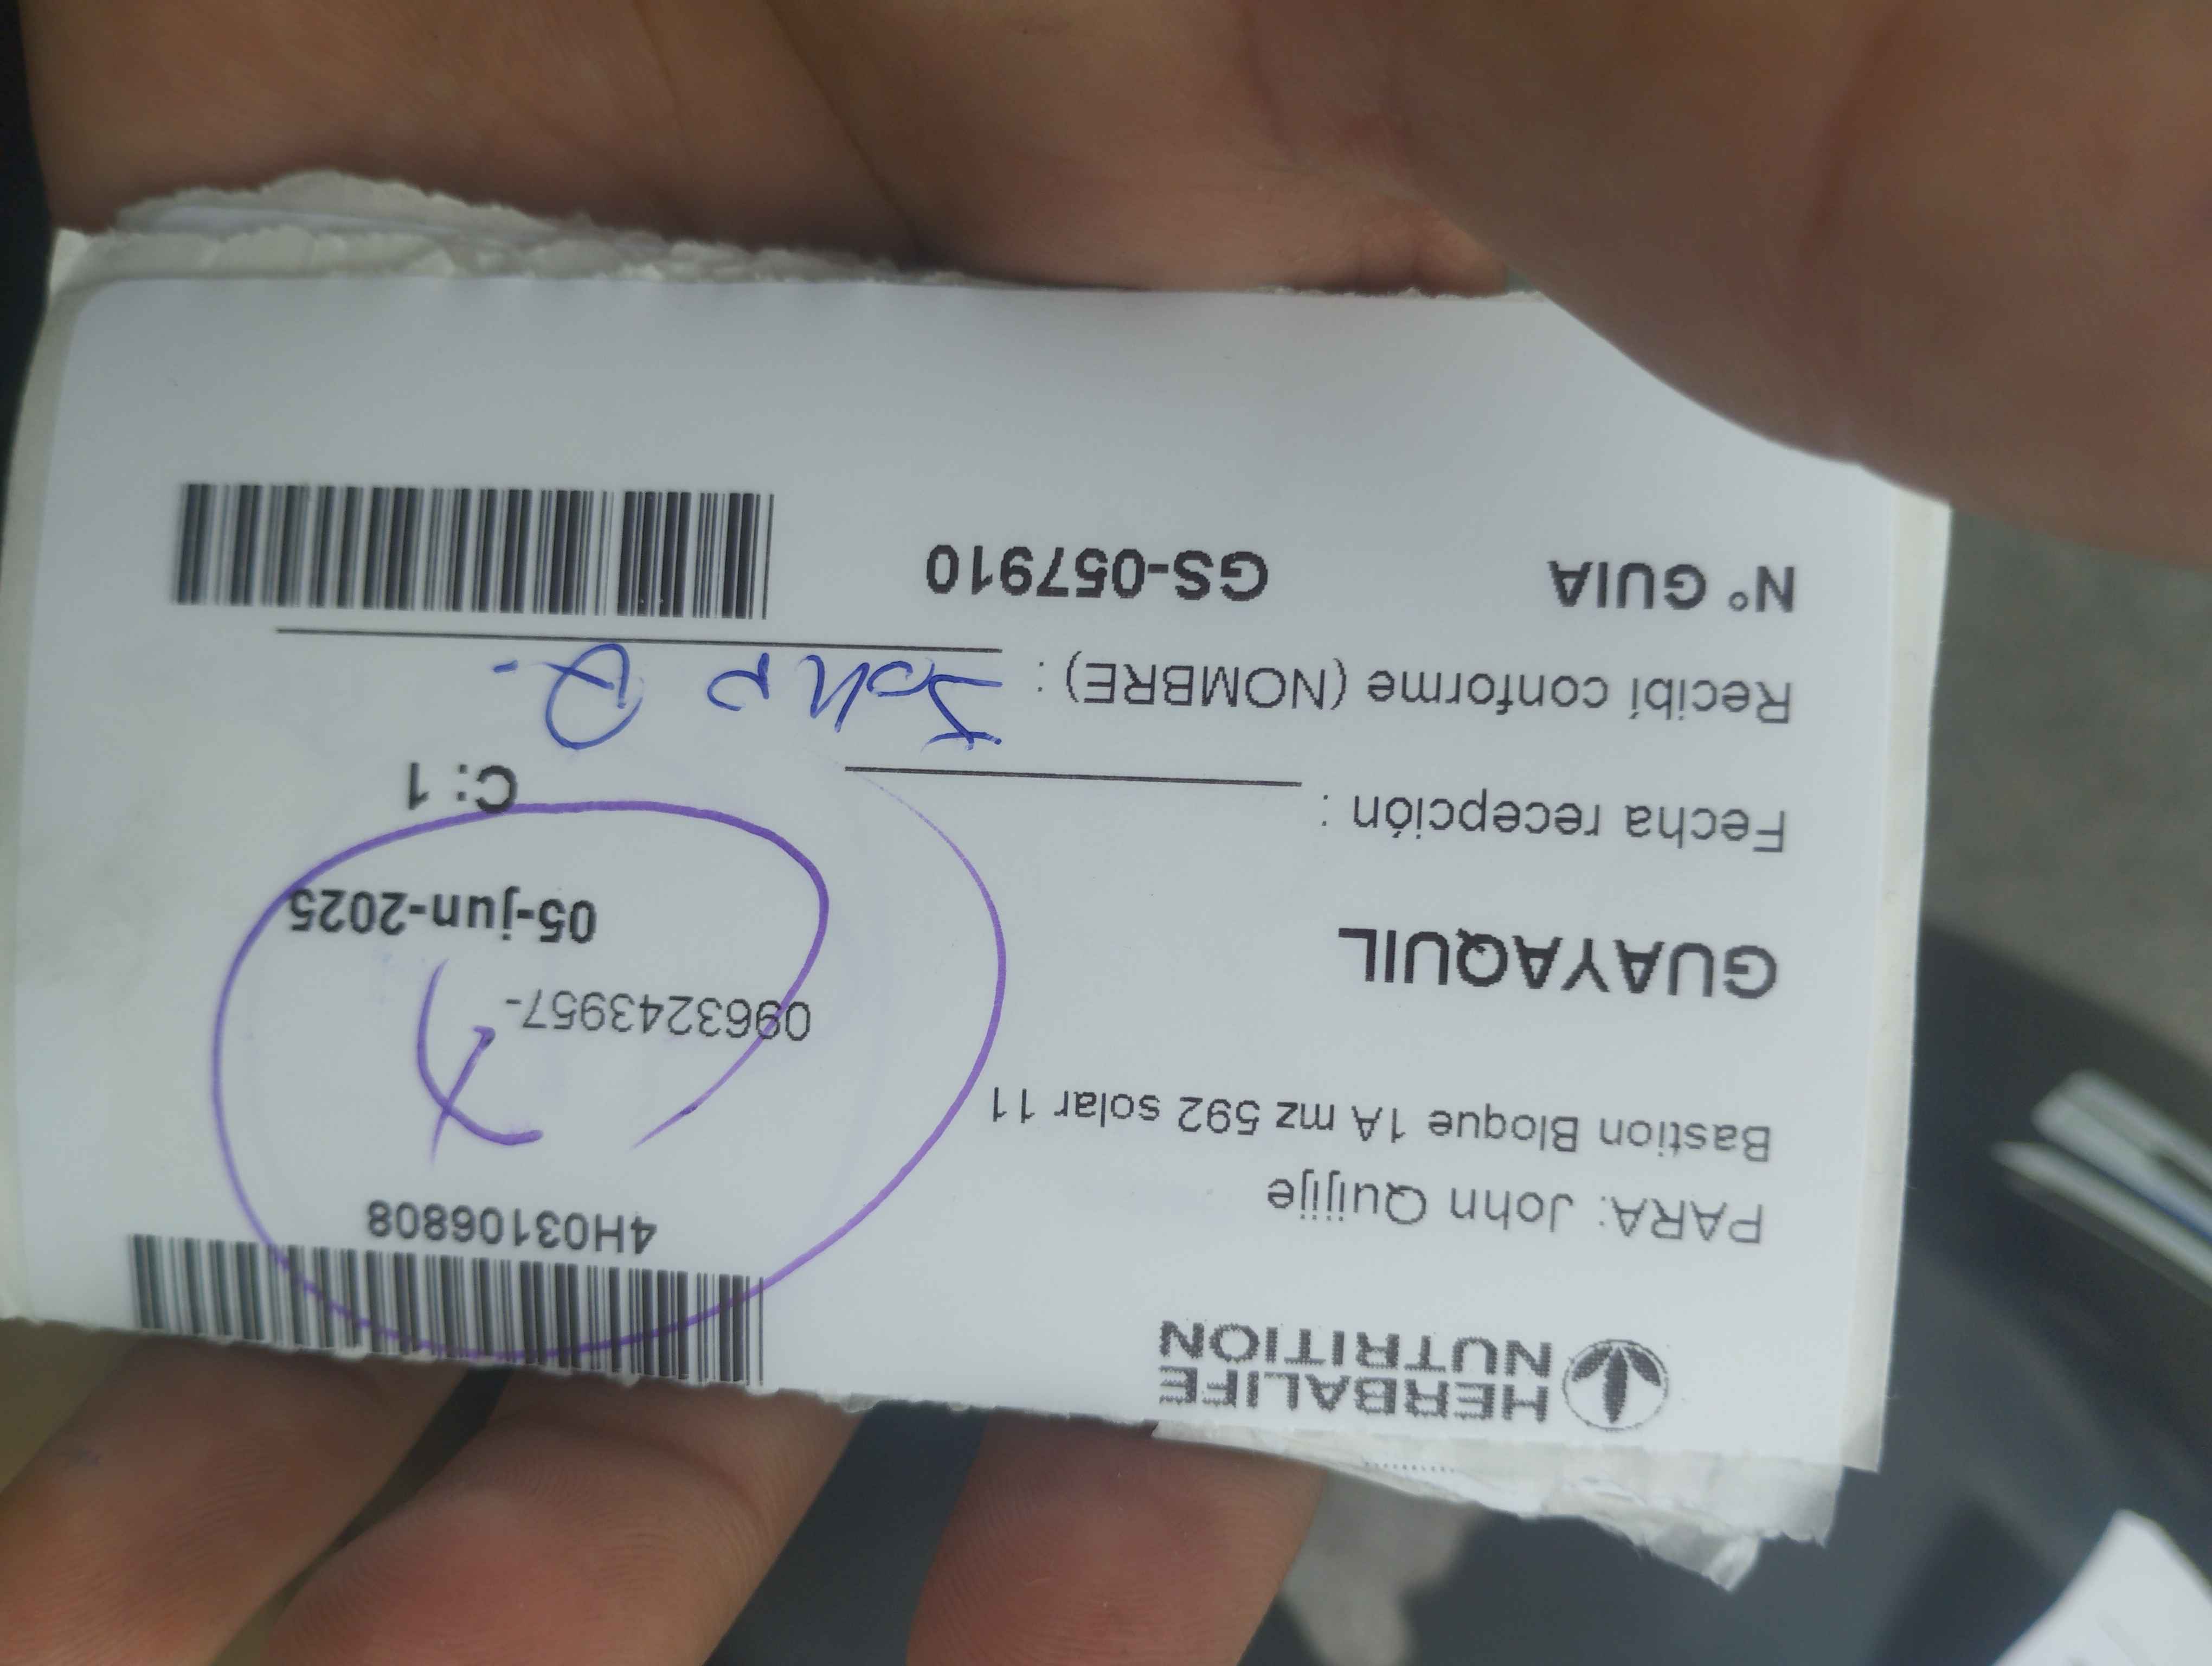 HERBALIFE
NUTRITION
4H03106808
PARA: John Quijije
Bastion Bloque 1A mz 592 solar 11
0963243957-
GUAYAQUIL
05-jun-2025
Fecha recepción :
C: 1
Recibí conforme (NOMBRE) : John Q.
N° GUIA GS-057910